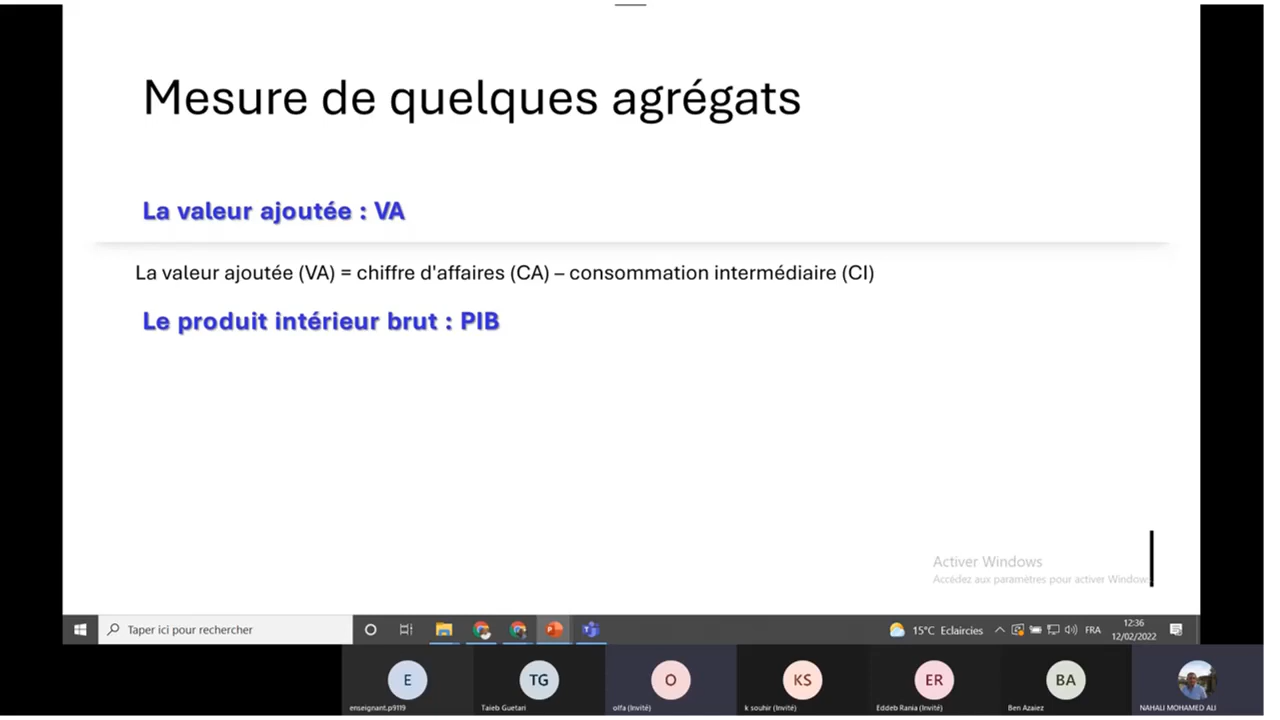 Mesure de quelques agrégats
La valeur ajoutée : VA
La valeur ajoutée (VA) = chiffre d'affaires (CA) – consommation intermédiaire (CI)
Le produit intérieur brut : PIB
Activer Windows
Accédez aux paramètres pour activer Windows
Taper ici pour rechercher
15°C Eclaircies
FRA
12:36
12/02/2022
E
TG
O
KS
ER
BA
enseignant.p9119
Taieb Guetari
olfa (Invité)
k souhir (Invité)
Eddeb Rania (Invité)
Ben Azaiez
NAHALI MOHAMED ALI